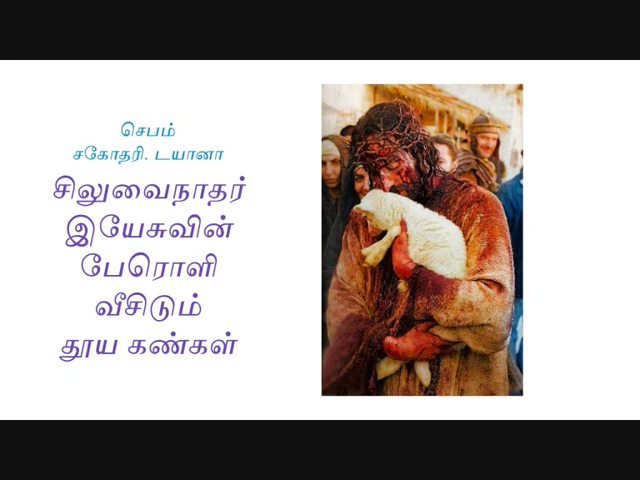 செபம்
சகோதரி. டயானா
சிலுவைநாதர்
இயேசுவின்
பேரொளி
வீசிடும்
தூய கண்கள்